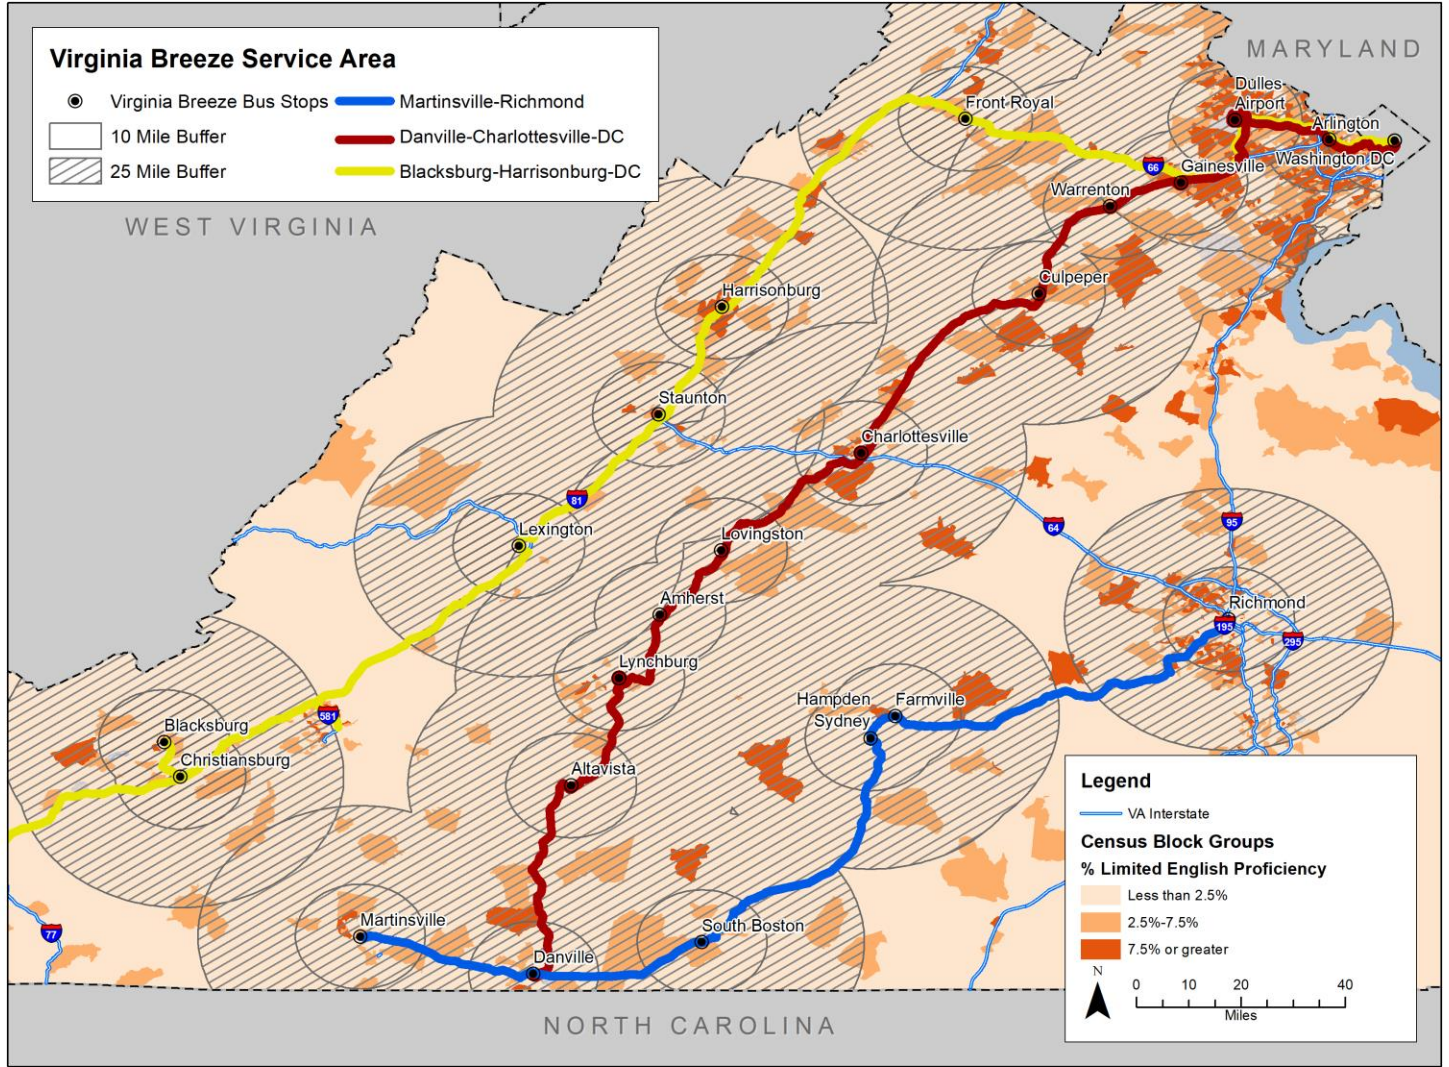 Virginia Breeze Service Area
Virginia Breeze Bus Stops
Martinsville-Richmond
10 Mile Buffer
Danville-Charlottesville-DC
25 Mile Buffer
Blacksburg-Harrisonburg-DC
MARYLAND
WEST VIRGINIA
Dulles
Airport
Front Royal
Arlington
Washington DC
66
Gainesville
Warrenton
Culpeper
Harrisonburg
Staunton
Charlottesville
81
Lexington
Lovingston
64
95
Amherst
Richmond
195
295
Lynchburg
Hampden
Sydney
Farmville
581
Blacksburg
Christiansburg
Altavista
Martinsville
South Boston
77
Danville
NORTH CAROLINA
Legend
VA Interstate
Census Block Groups
% Limited English Proficiency
Less than 2.5%
2.5%-7.5%
7.5% or greater
N
0 10 20 40
Miles